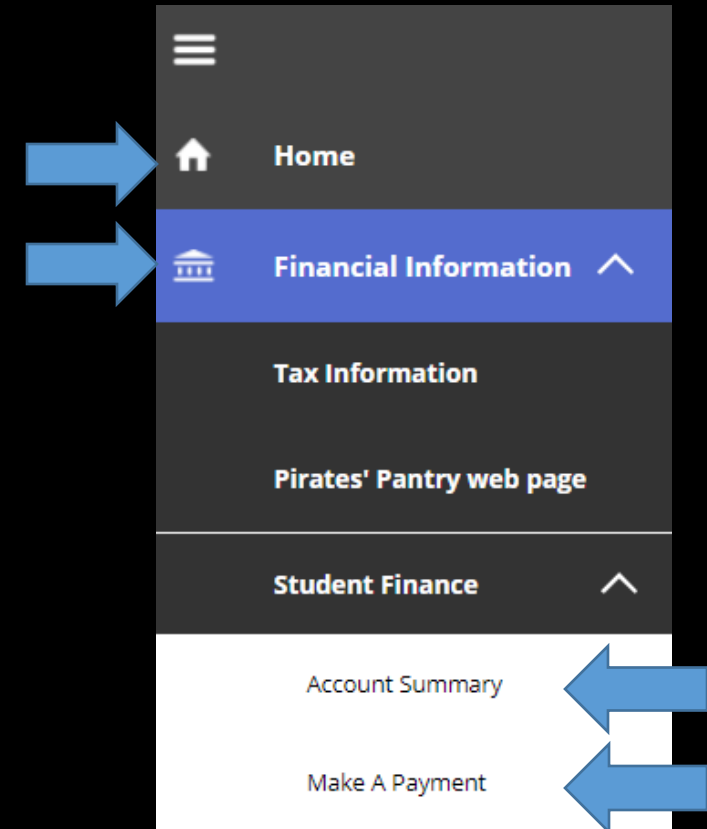 Home
Financial Information
Tax Information
Pirates' Pantry web page
Student Finance
Account Summary
Make A Payment